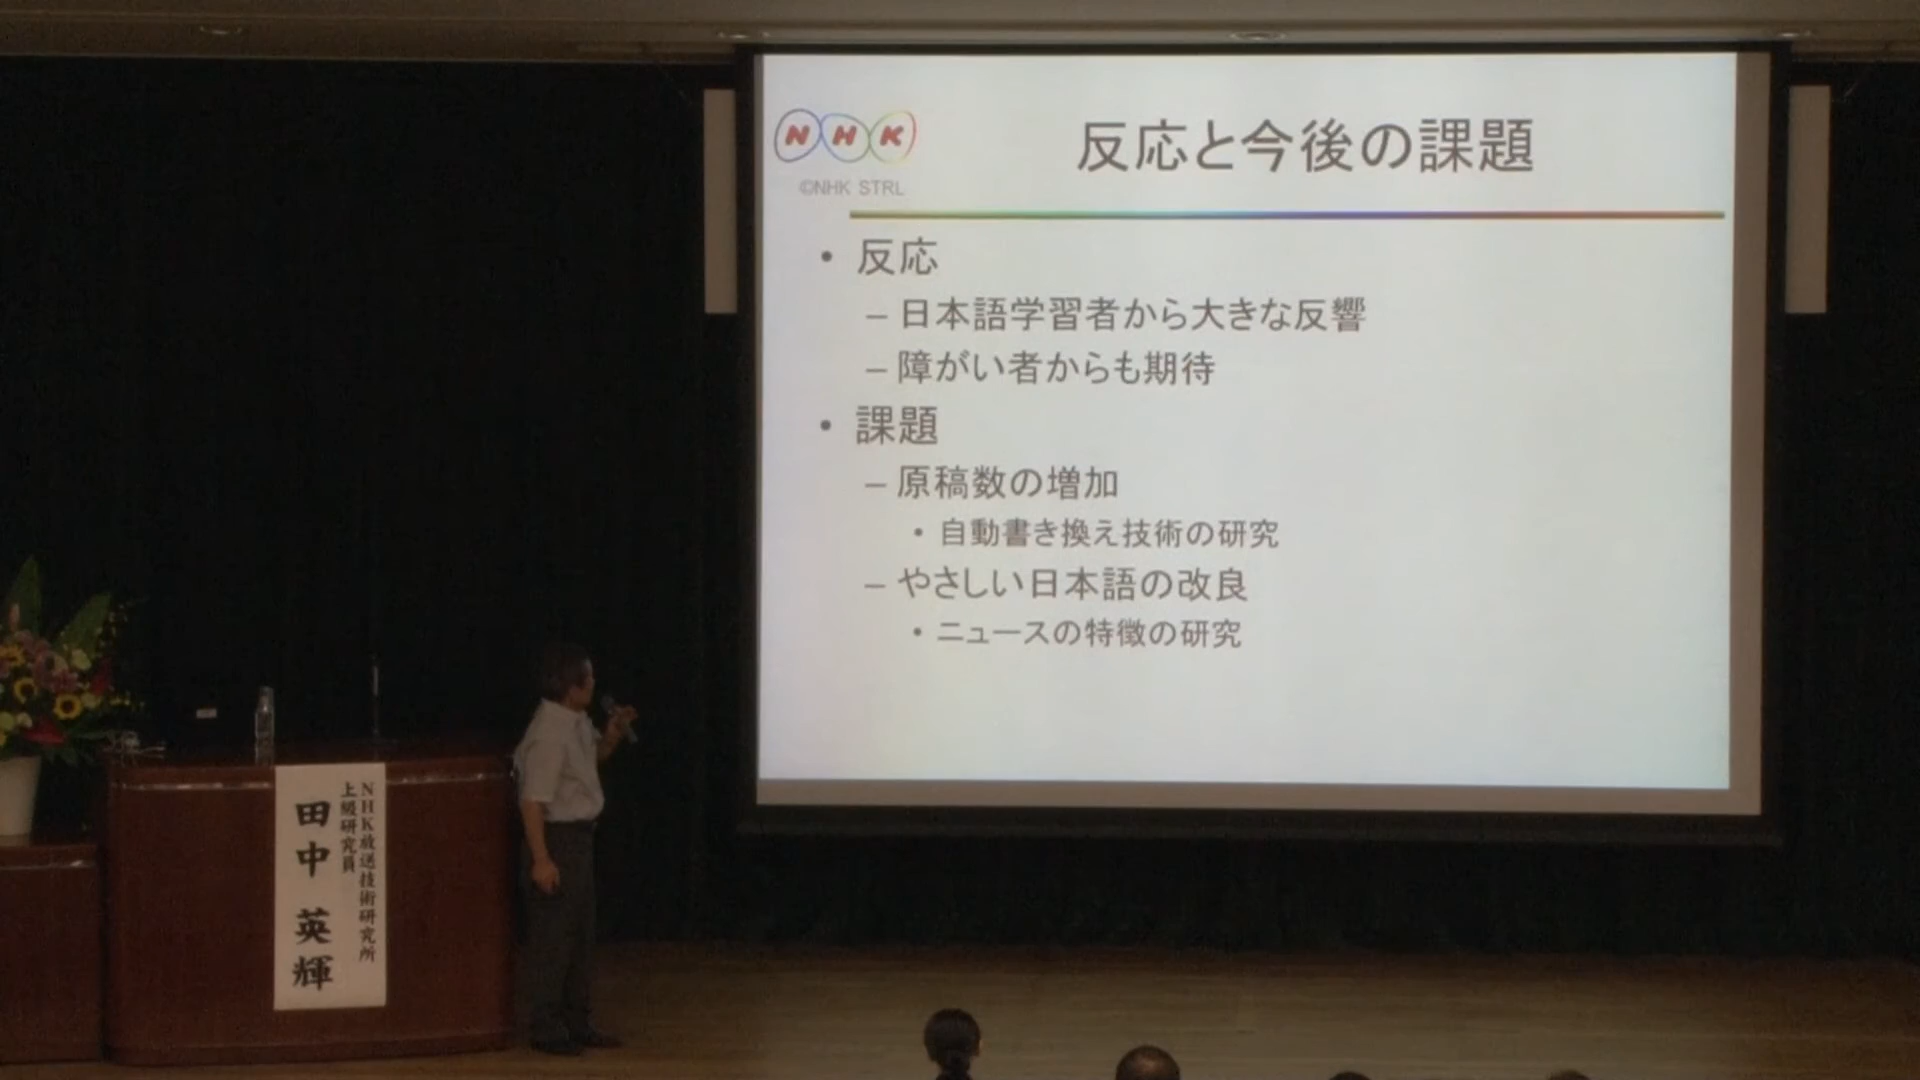 NHK
©NHK STRL
反応と今後の課題
• 反応
– 日本語学習者から大きな反響
– 障がい者からも期待
• 課題
– 原稿数の増加
• 自動書き換え技術の研究
– やさしい日本語の改良
• ニュースの特徴の研究
NHK放送技術研究所
上級研究員
田中 英輝